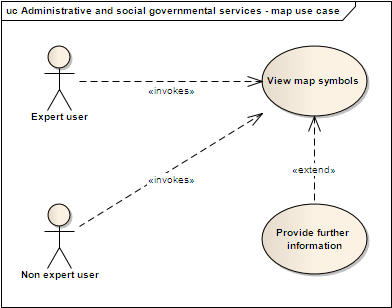 uc Administrative and social governmental services - map use case
View map symbols
«invokes»
Expert user
«extend»
«invokes»
Provide further
information
Non expert user